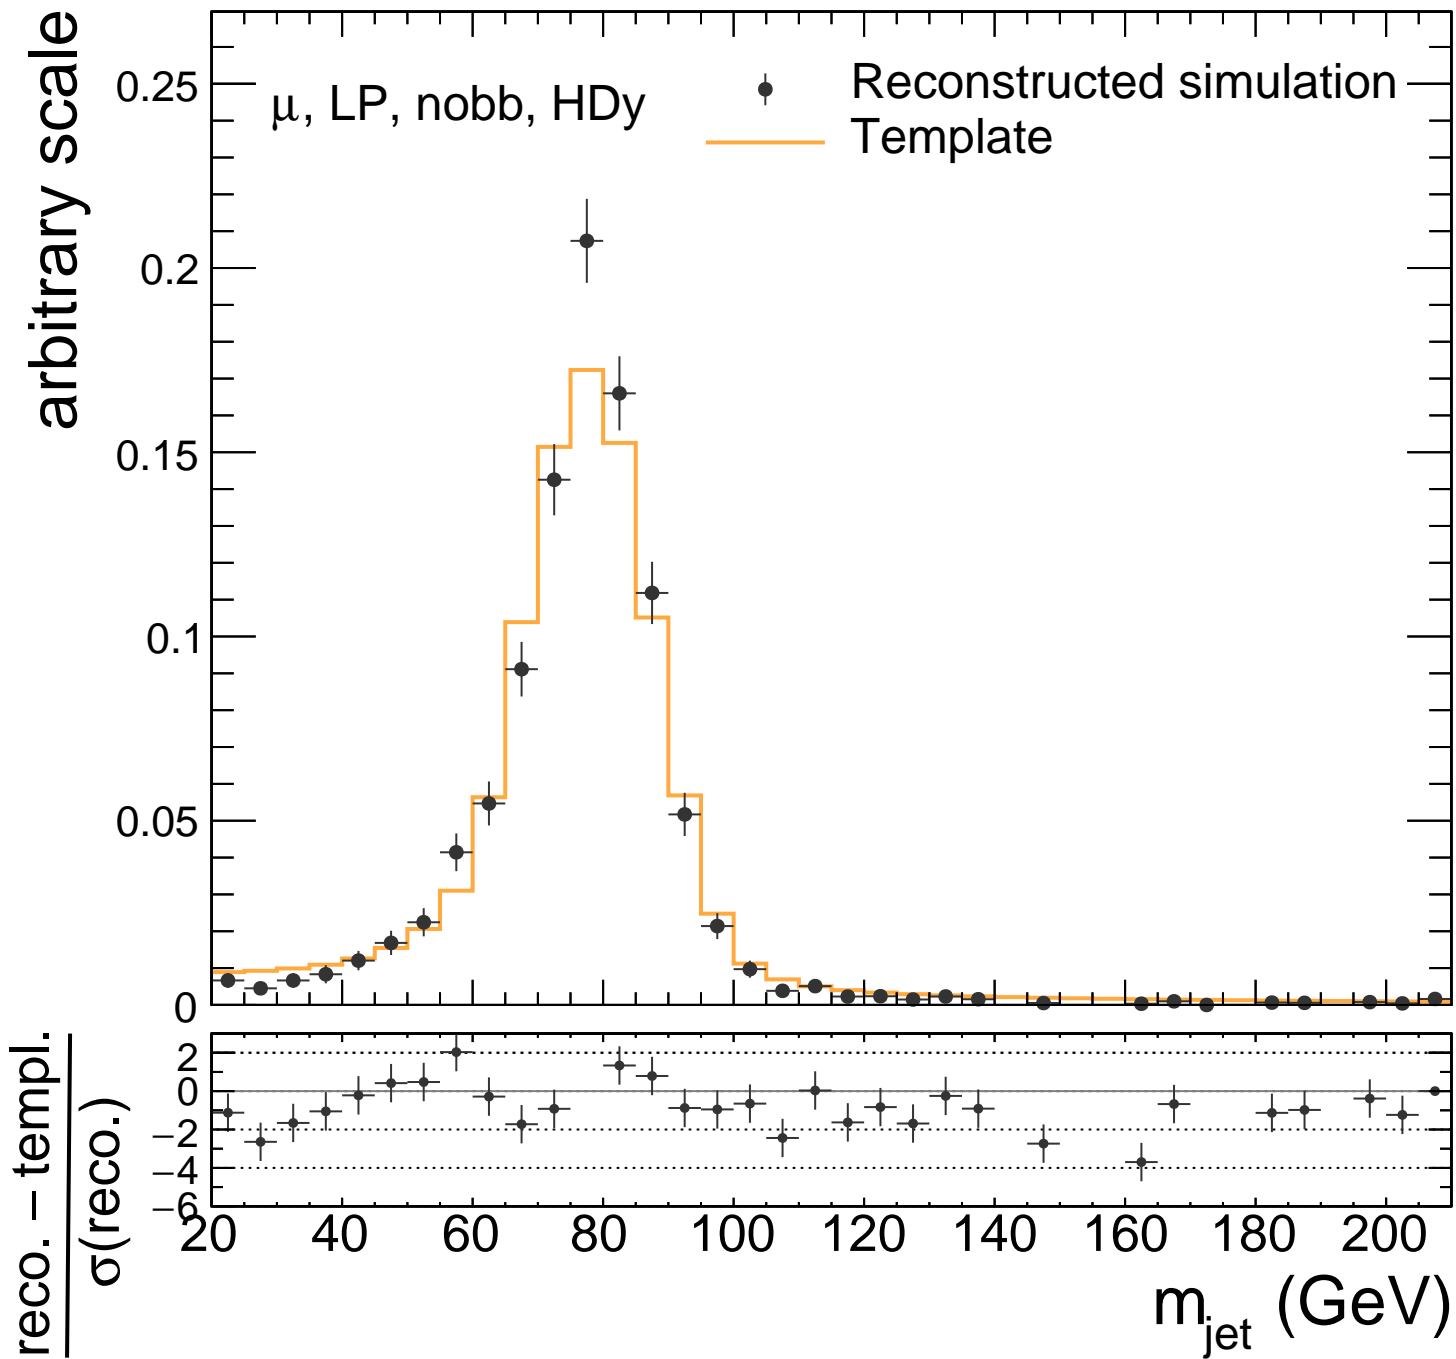 arbitrary scale
0.25
0.2
0.15
0.1
0.05
0
μ, LP, nobb, HDy
Reconstructed simulation
Template
reco. − templ.
σ(reco.)
2
0
−2
−4
−6
20 40 60 80 100 120 140 160 180 200
m_jet (GeV)